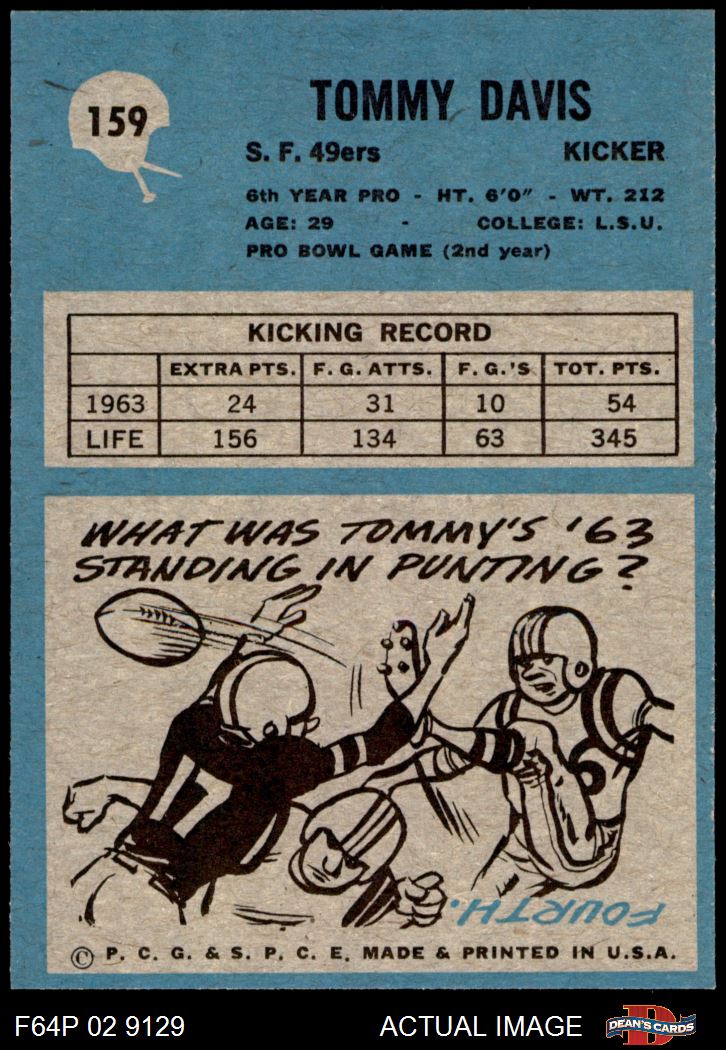 159
TOMMY DAVIS
S. F. 49ers KICKER
6th YEAR PRO - HT. 6'0" - WT. 212
AGE: 29 - COLLEGE: L.S.U.
PRO BOWL GAME (2nd year)
KICKING RECORD
EXTRA PTS. F. G. ATTS. F. G.'S TOT. PTS.
1963 24 31 10 54
LIFE 156 134 63 345
WHAT WAS TOMMY'S '63
STANDING IN PUNTING?
17
FOURTH.
© P. C. G. & S. P. C. E. MADE & PRINTED IN U.S.A.
F64P 02 9129 ACTUAL IMAGE D DEAN'S CARDS